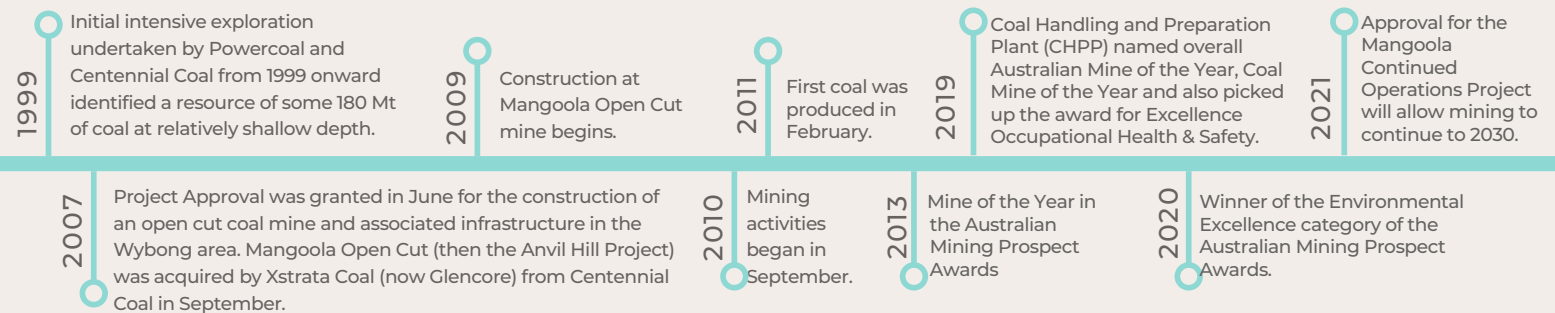 1999
Initial intensive exploration
undertaken by Powercoal and
Centennial Coal from 1999 onward
identified a resource of some 180 Mt
of coal at relatively shallow depth.
2007
Project Approval was granted in June for the construction of
an open cut coal mine and associated infrastructure in the
Wybong area. Mangoola Open Cut (then the Anvil Hill Project)
was acquired by Xstrata Coal (now Glencore) from Centennial
Coal in September.
2009
Construction at
Mangoola Open Cut
mine begins.
2010
Mining
activities
began in
September.
2011
First coal was
produced in
February.
2013
Mine of the Year in
the Australian
Mining Prospect
Awards
2019
Coal Handling and Preparation
Plant (CHPP) named overall
Australian Mine of the Year, Coal
Mine of the Year and also picked
up the award for Excellence
Occupational Health & Safety.
2020
Winner of the Environmental
Excellence category of the
Australian Mining Prospect
Awards.
2021
Approval for the
Mangoola
Continued
Operations Project
will allow mining to
continue to 2030.